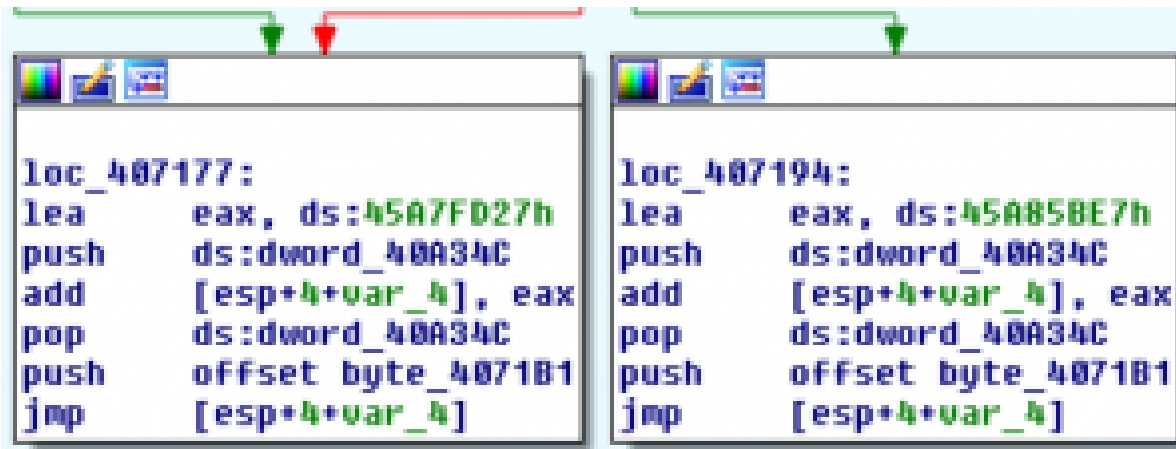 loc_407177:
lea eax, ds:45A7FD27h
push ds:dword_40A34C
add [esp+4+var_4], eax
pop ds:dword_40A34C
push offset byte_4071B1
jmp [esp+4+var_4]
loc_407194:
lea eax, ds:45A85BE7h
push ds:dword_40A34C
add [esp+4+var_4], eax
pop ds:dword_40A34C
push offset byte_4071B1
jmp [esp+4+var_4]